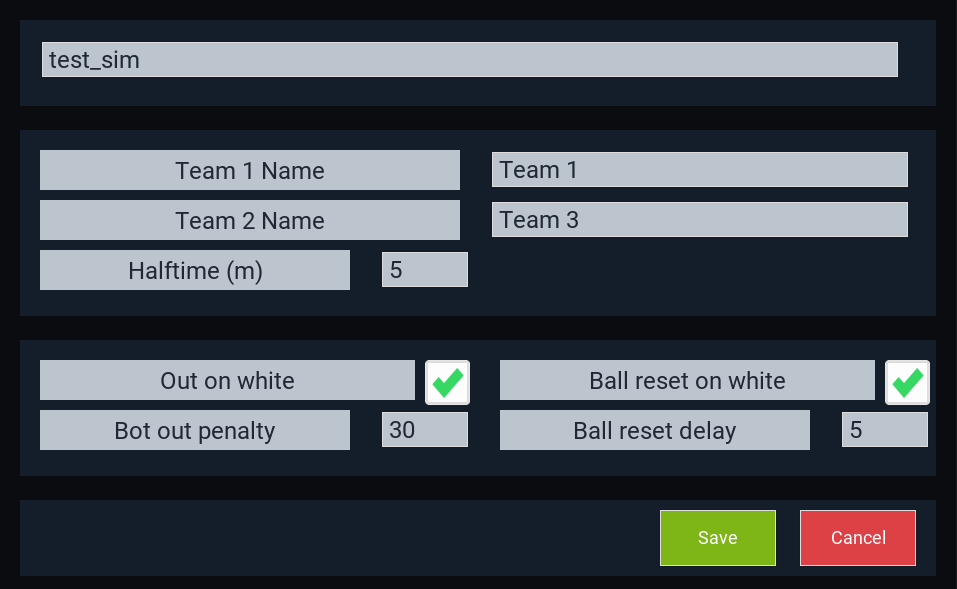 test_sim
Team 1 Name Team 1
Team 2 Name Team 3
Halftime (m) 5
Out on white Ball reset on white
Bot out penalty 30 Ball reset delay 5
Save Cancel